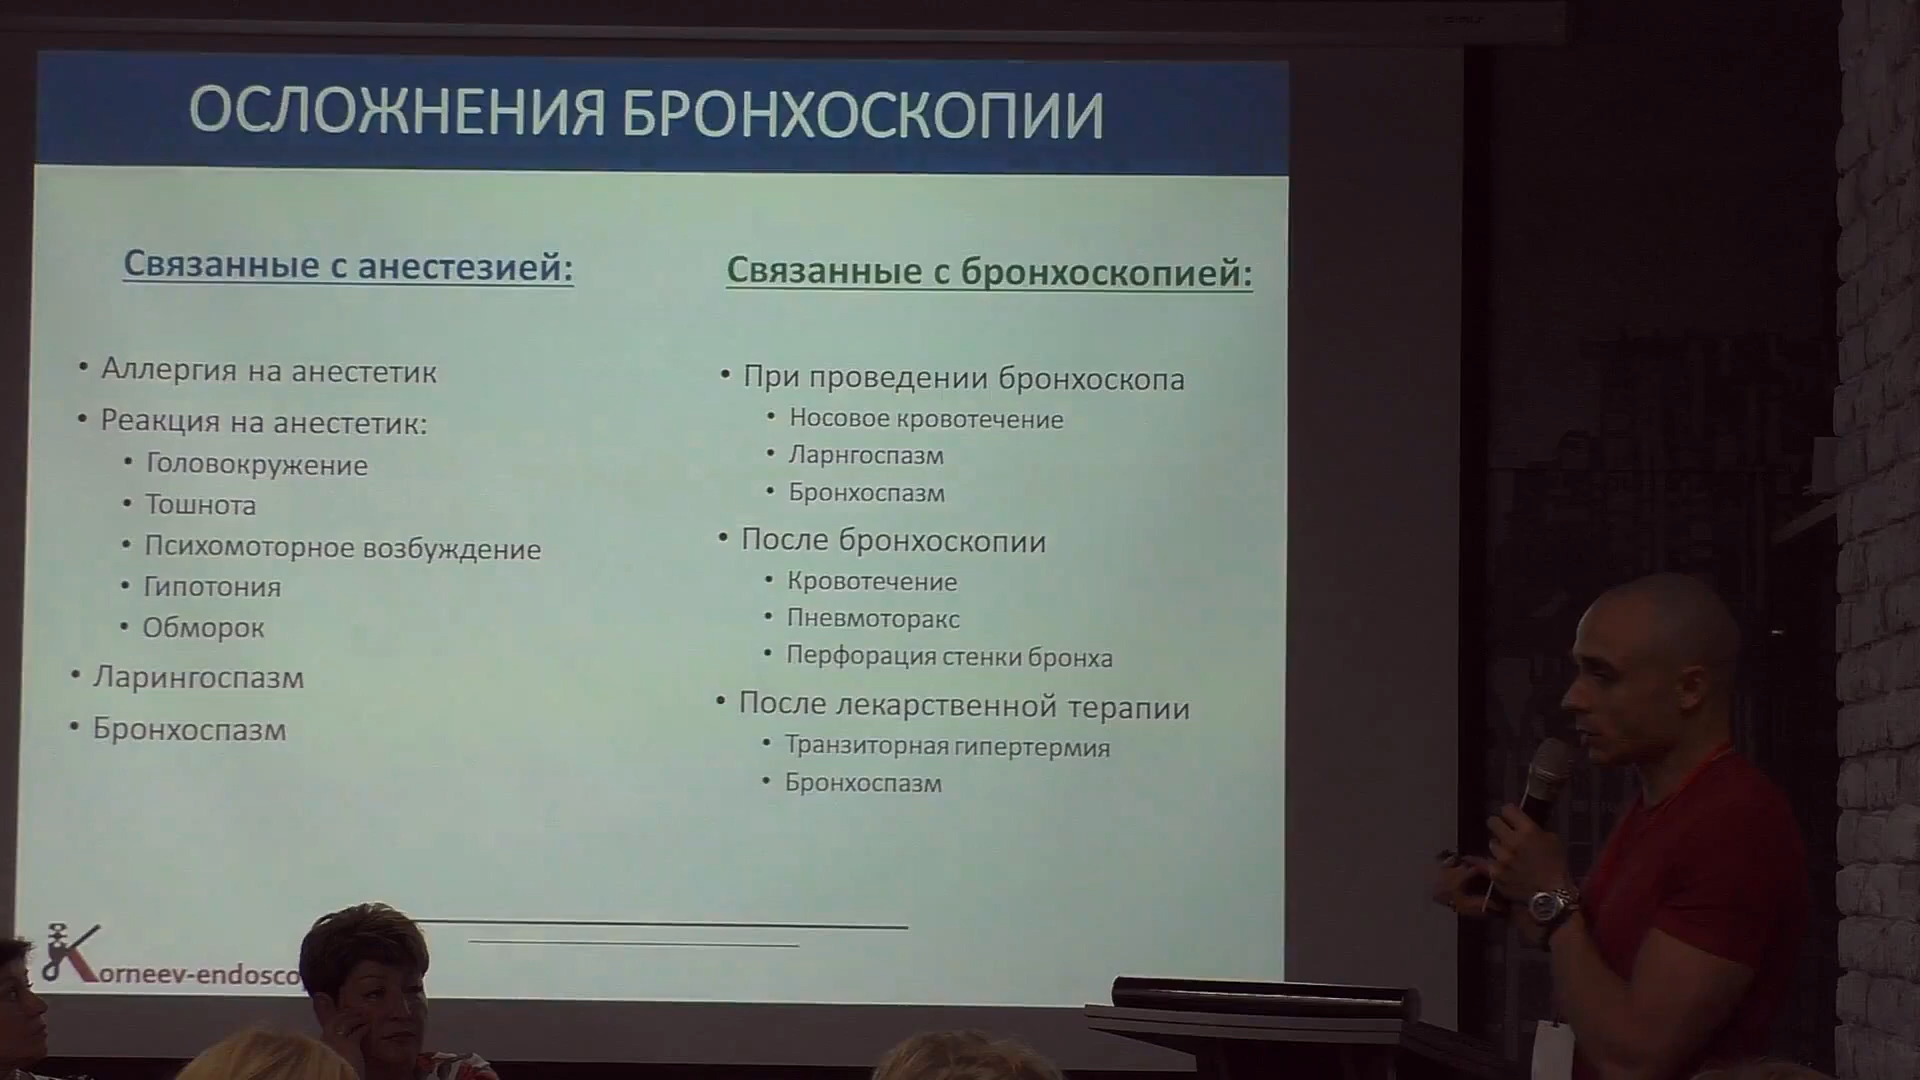 ОСЛОЖНЕНИЯ БРОНХОСКОПИИ
Связанные с анестезией:
• Аллергия на анестетик
• Реакция на анестетик:
• Головокружение
• Тошнота
• Психомоторное возбуждение
• Гипотония
• Обморок
• Ларингоспазм
• Бронхоспазм
Связанные с бронхоскопией:
• При проведении бронхоскопа
• Носовое кровотечение
• Ларнгоспазм
• Бронхоспазм
• После бронхоскопии
• Кровотечение
• Пневмоторакс
• Перфорация стенки бронха
• После лекарственной терапии
• Транзиторная гипертермия
• Бронхоспазм
Korneev-endosco